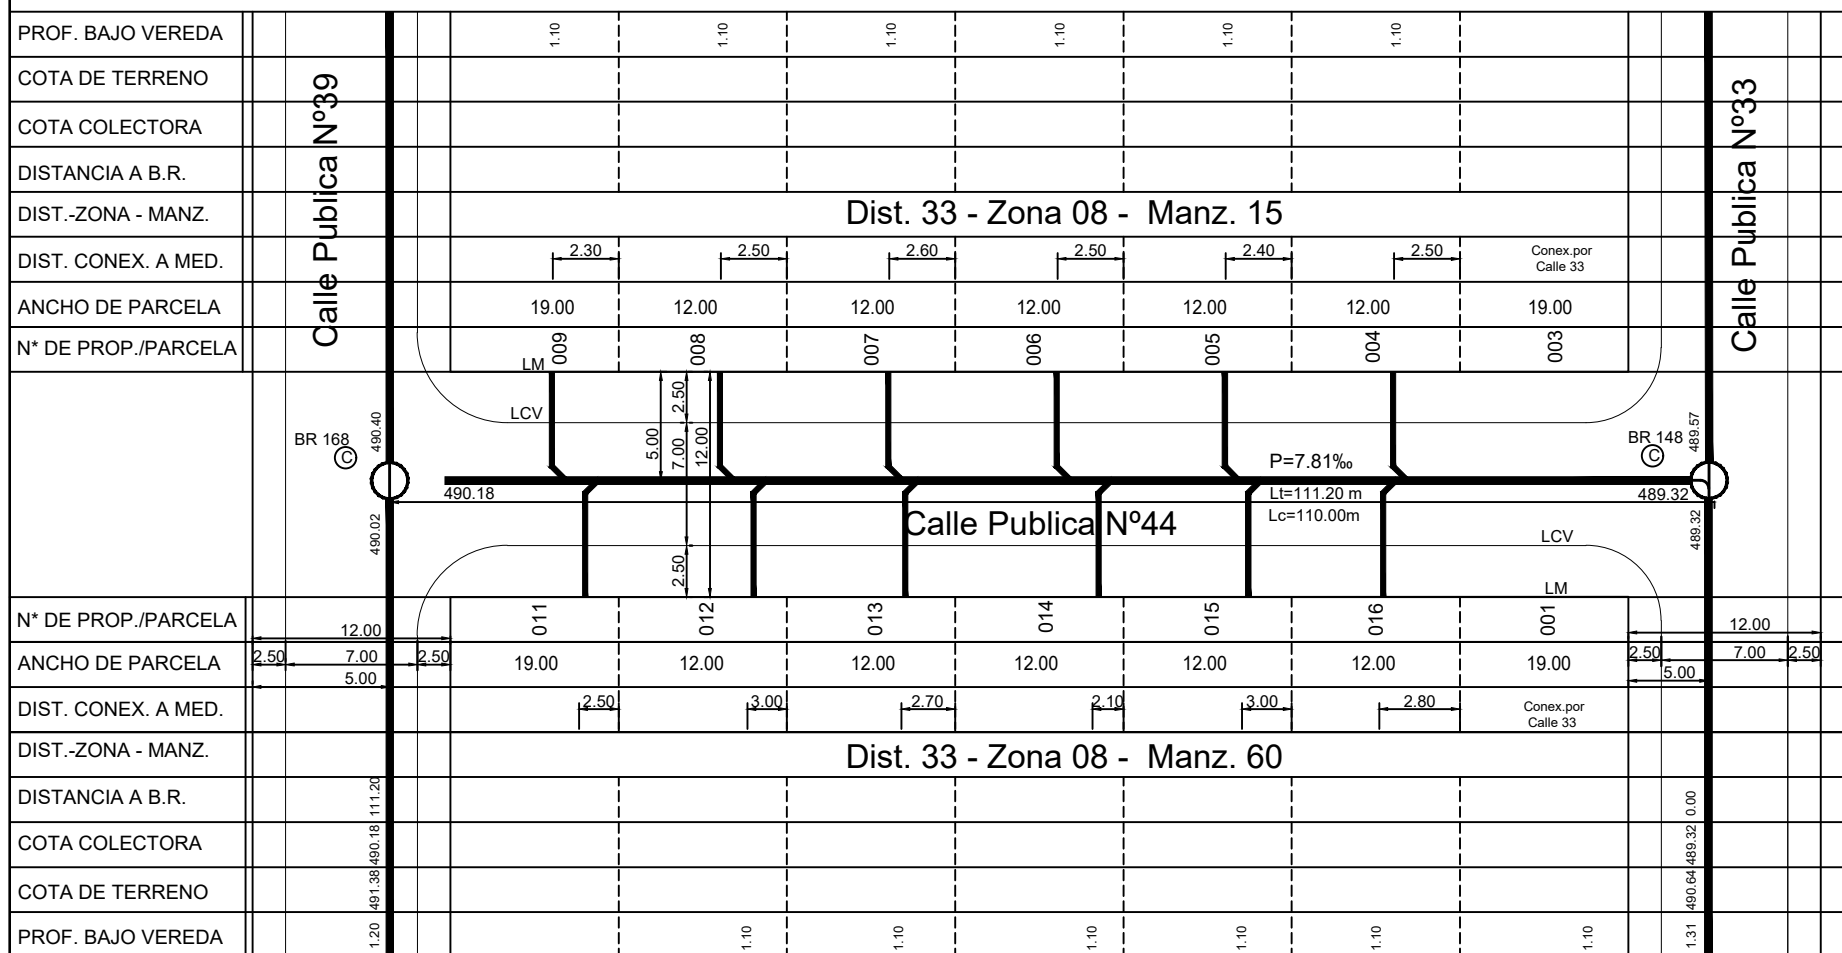 PROF. BAJO VEREDA 1.10 1.10 1.10 1.10 1.10 1.10
COTA DE TERRENO
COTA COLECTORA
DISTANCIA A B.R.
Calle Publica Nº39
Calle Publica Nº33
DIST.-ZONA - MANZ. Dist. 33 - Zona 08 - Manz. 15
DIST. CONEX. A MED. 2.30 2.50 2.60 2.50 2.40 2.50 Conex.por
Calle 33
ANCHO DE PARCELA 19.00 12.00 12.00 12.00 12.00 12.00 19.00
N* DE PROP./PARCELA 009 008 007 006 005 004 003
LM
LCV
2.50
5.00 7.00 12.00
2.50
BR 168
C
490.40
490.02
490.18
P=7.81‰
Lt=111.20 m
Lc=110.00m
Calle Publica Nº44
BR 148
C
489.57
489.32
489.32
LCV
LM
N* DE PROP./PARCELA 011 012 013 014 015 016 001
12.00 12.00
ANCHO DE PARCELA 2.50 7.00 2.50 19.00 12.00 12.00 12.00 12.00 12.00 19.00 2.50 7.00 2.50
5.00 5.00
DIST. CONEX. A MED. 2.50 3.00 2.70 2.10 3.00 2.80 Conex.por
Calle 33
DIST.-ZONA - MANZ. Dist. 33 - Zona 08 - Manz. 60
DISTANCIA A B.R. 111.20 0.00
COTA COLECTORA 490.18 489.32
COTA DE TERRENO 491.38 490.64
PROF. BAJO VEREDA 1.20 1.10 1.10 1.10 1.10 1.10 1.10 1.31